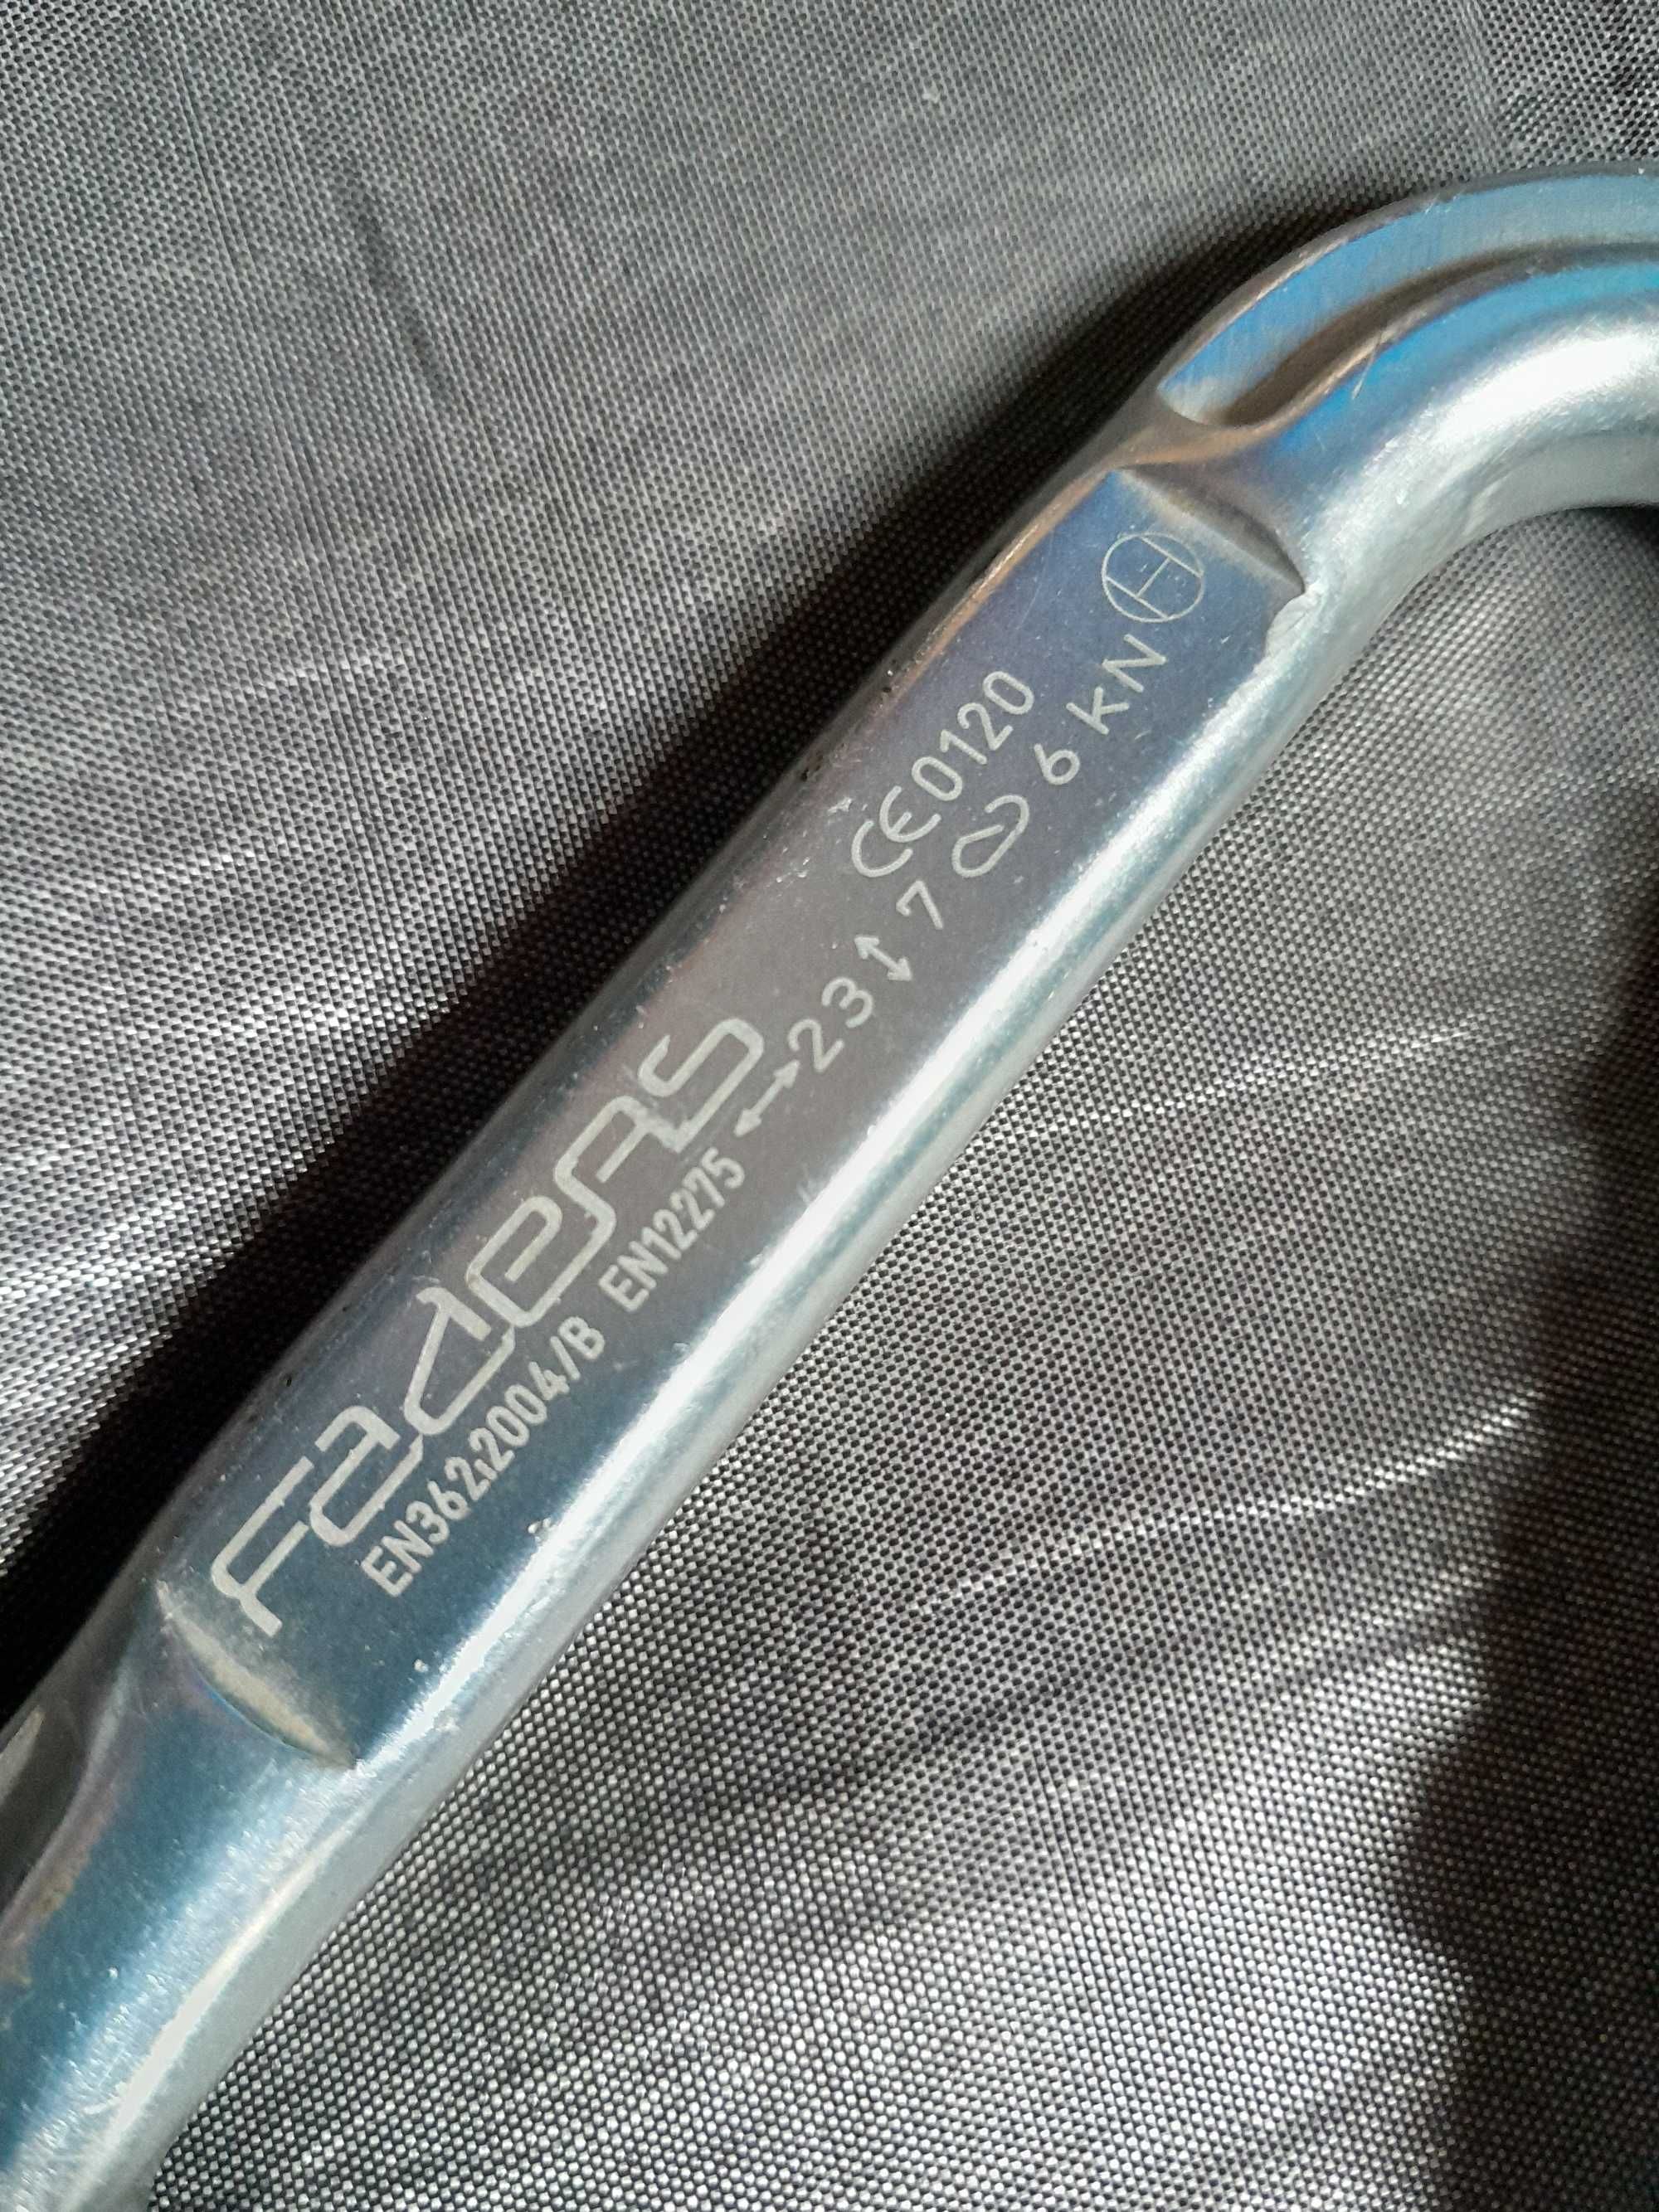 Faders CE0120
EN362:2004/B EN12275 ↔23↕7 6 KN H